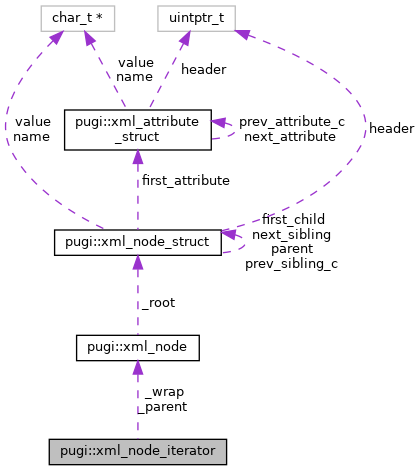 char_t *
uintptr_t
value
name
header
pugi::xml_attribute
_struct
prev_attribute_c
next_attribute
value
name
header
first_attribute
pugi::xml_node_struct
first_child
next_sibling
parent
prev_sibling_c
_root
pugi::xml_node
_wrap
_parent
pugi::xml_node_iterator